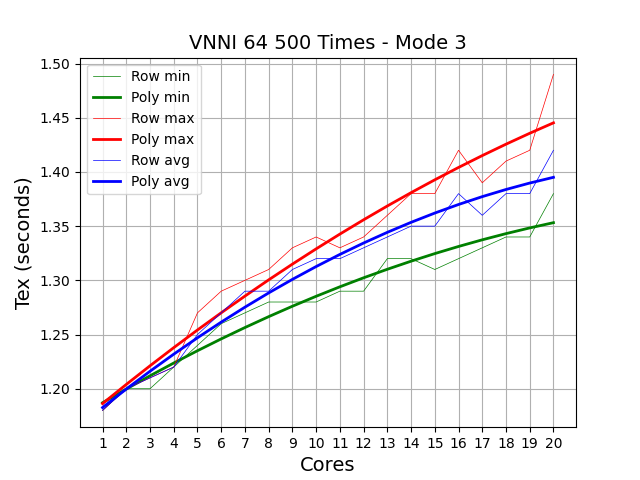 VNNI 64 500 Times - Mode 3
Row min
Poly min
Row max
Poly max
Row avg
Poly avg
Tex (seconds)
1.50
1.45
1.40
1.35
1.30
1.25
1.20
1 2 3 4 5 6 7 8 9 10 11 12 13 14 15 16 17 18 19 20
Cores